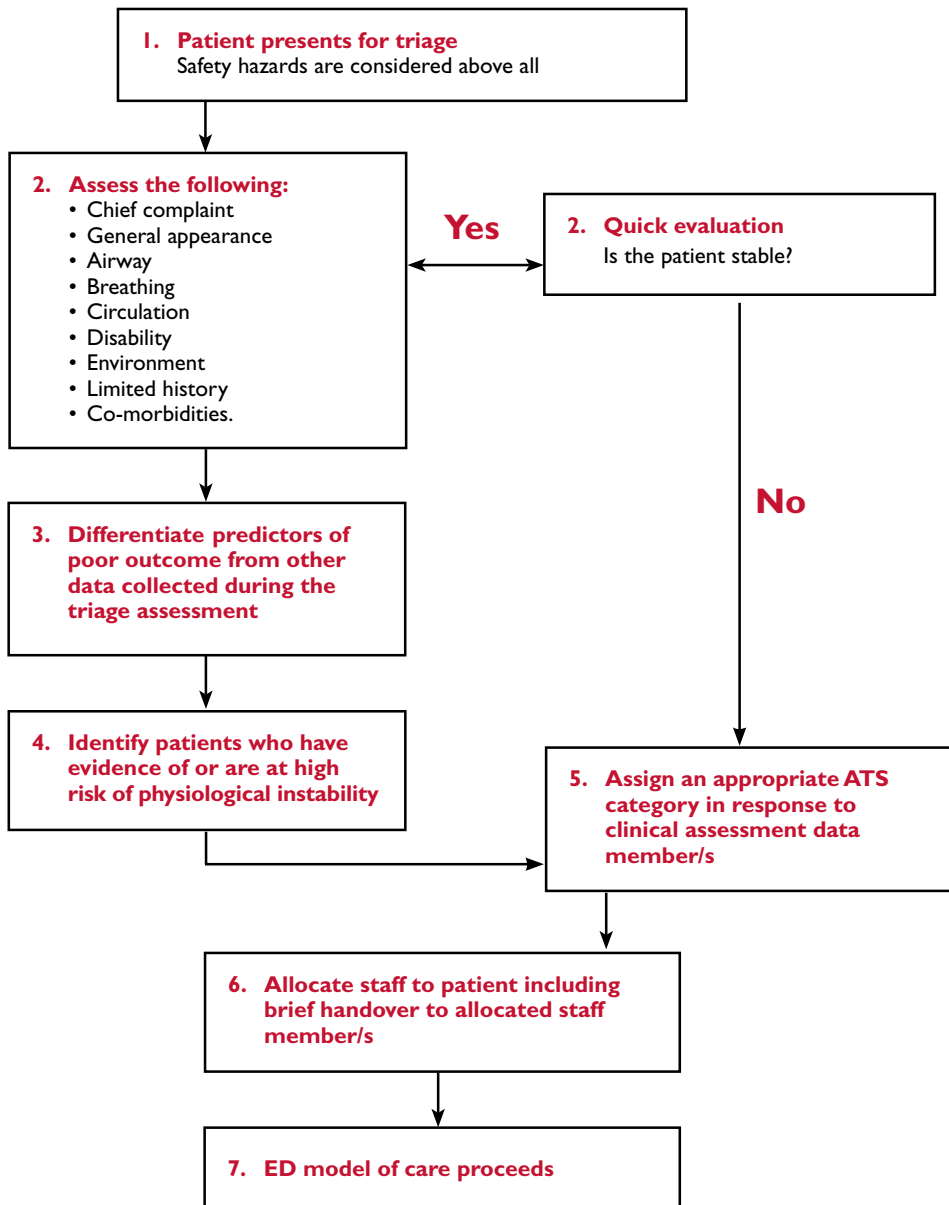 1. Patient presents for triage
Safety hazards are considered above all
2. Assess the following:
• Chief complaint
• General appearance
• Airway
• Breathing
• Circulation
• Disability
• Environment
• Limited history
• Co-morbidities.
Yes
2. Quick evaluation
Is the patient stable?
No
3. Differentiate predictors of
poor outcome from other
data collected during the
triage assessment
4. Identify patients who have
evidence of or are at high
risk of physiological instability
5. Assign an appropriate ATS
category in response to
clinical assessment data
member/s
6. Allocate staff to patient including
brief handover to allocated staff
member/s
7. ED model of care proceeds